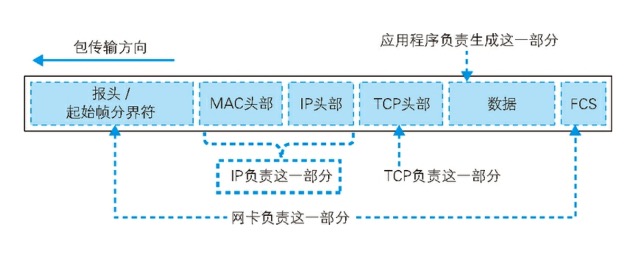 应用程序负责生成这一部分
包传输方向
报头 /
起始帧分界符
MAC头部
IP头部
TCP头部
数据
FCS
IP负责这一部分
TCP负责这一部分
网卡负责这一部分